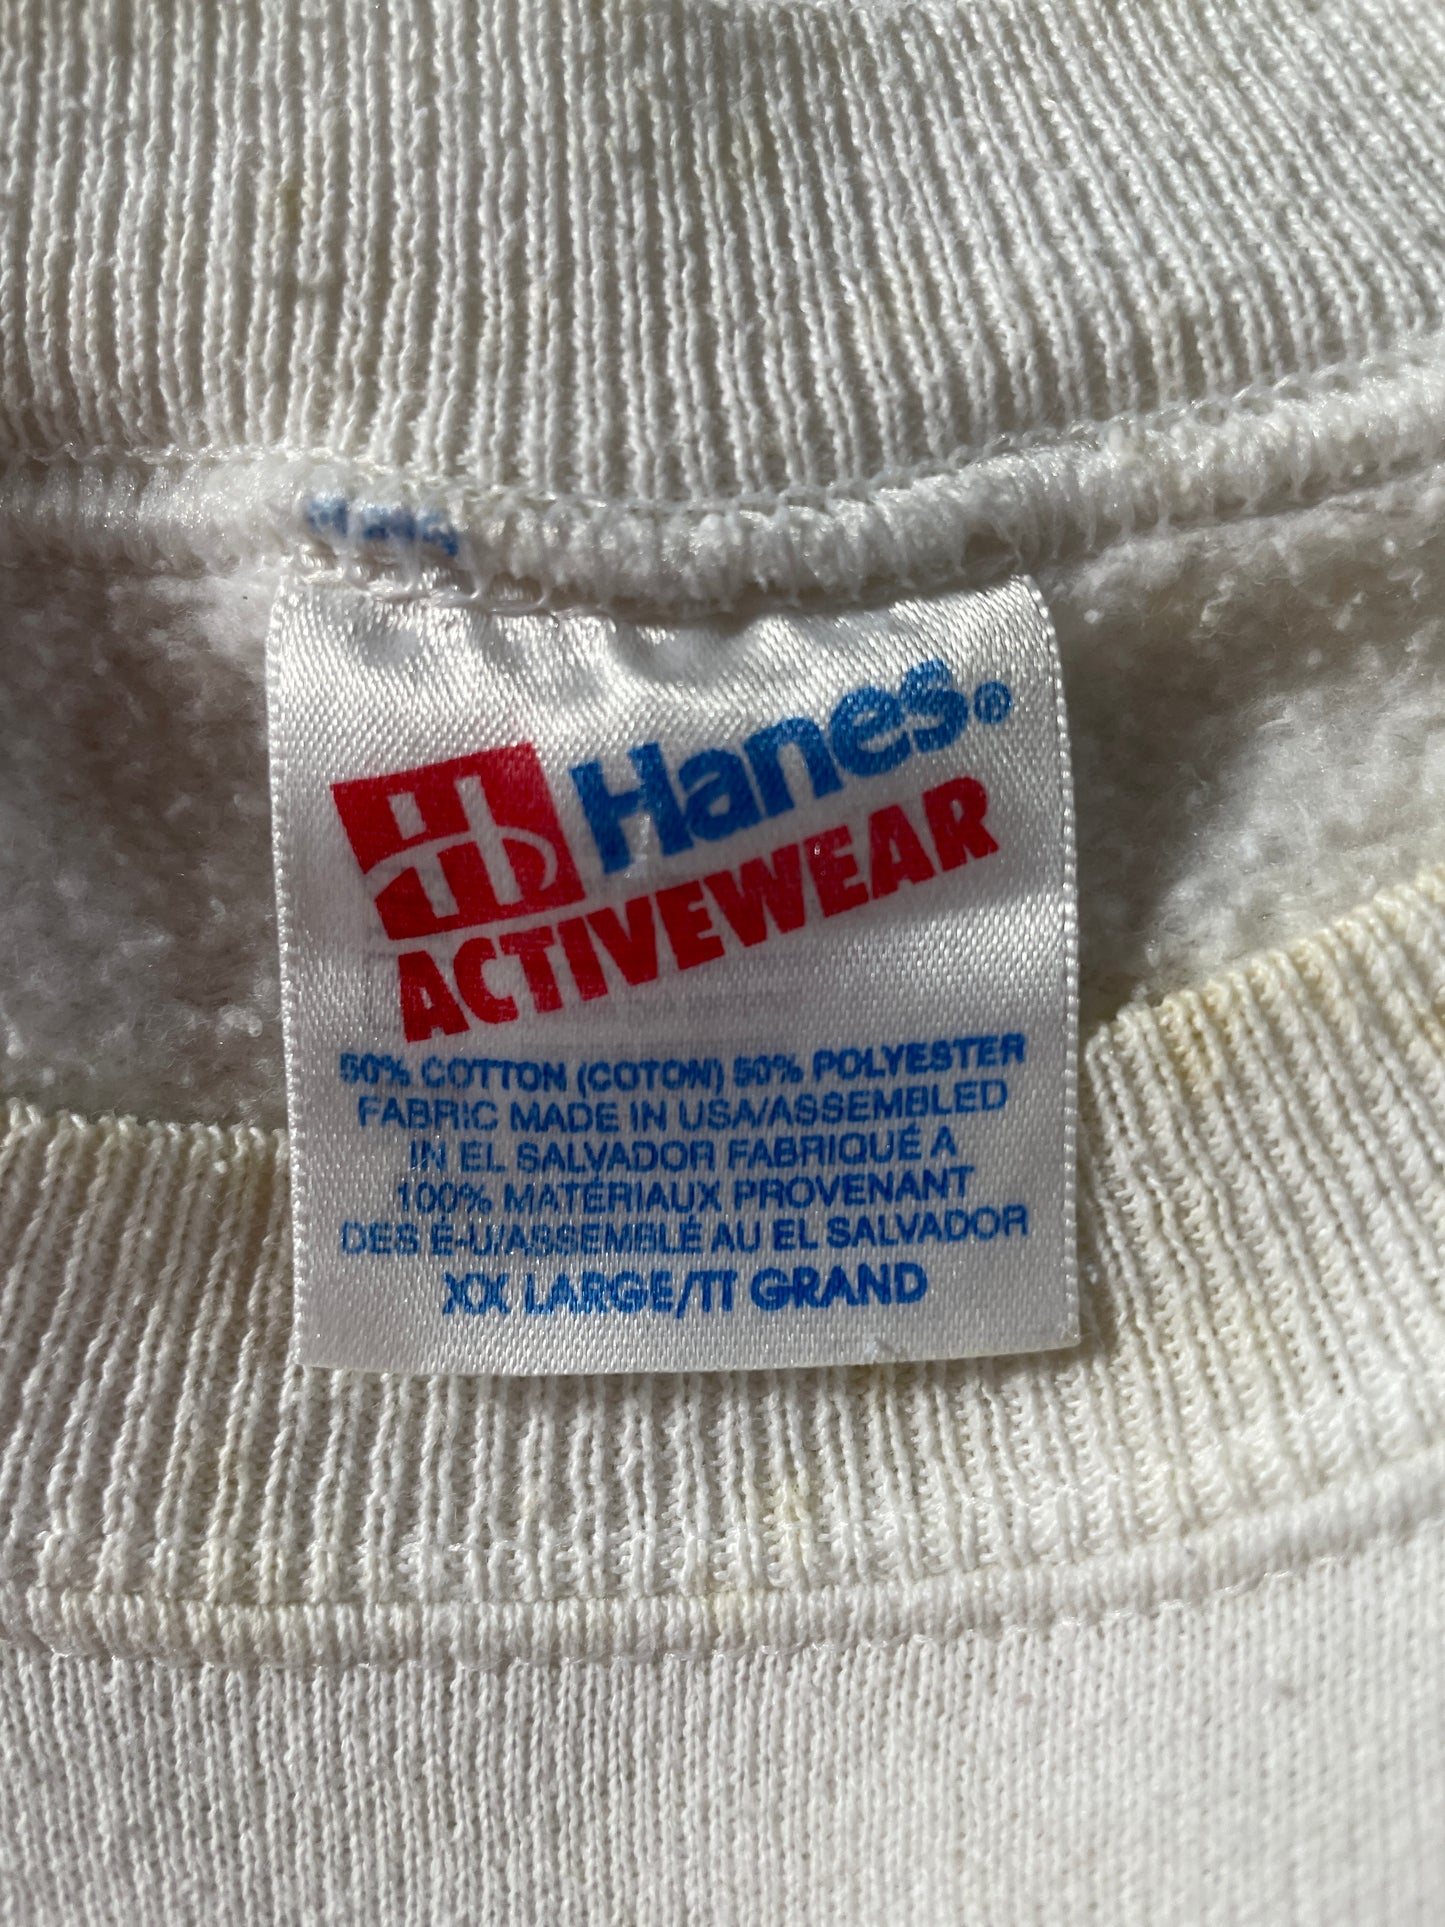 Hanes®
ACTIVEWEAR
50% COTTON (COTON) 50% POLYESTER
FABRIC MADE IN USA/ASSEMBLED
IN EL SALVADOR FABRIQUÉ A
100% MATÉRIAUX PROVENANT
DES É-U/ASSEMBLÉ AU EL SALVADOR
XX LARGE/TT GRAND